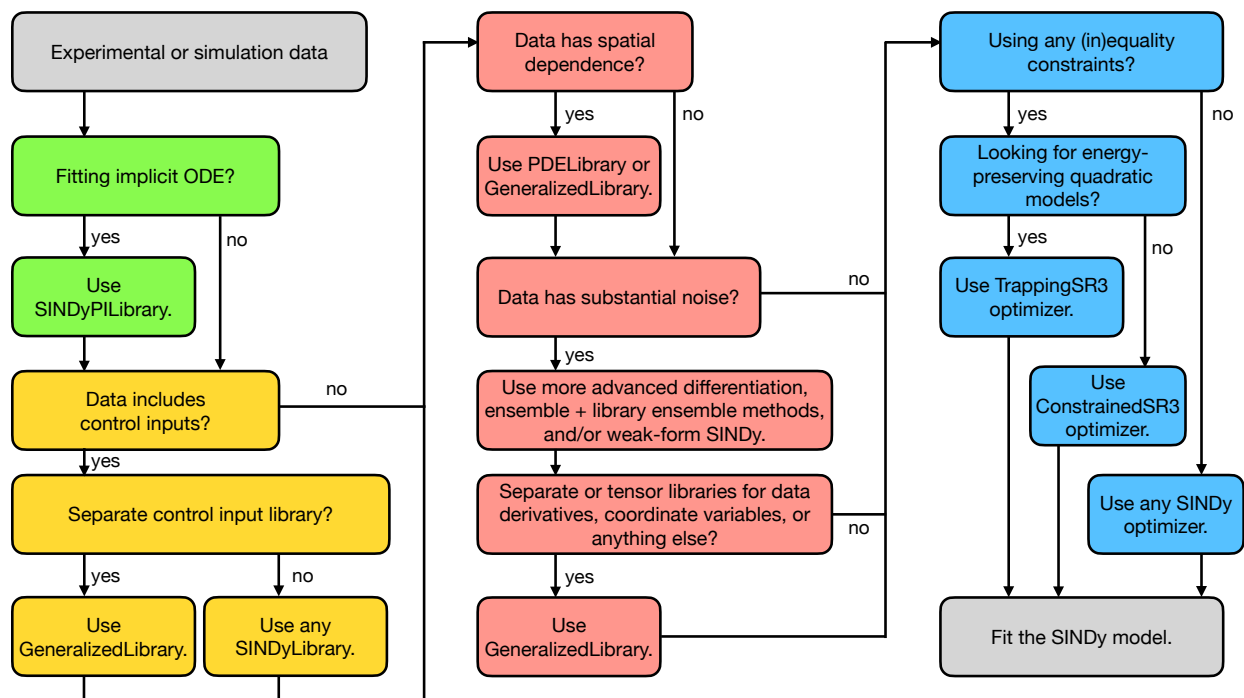 Experimental or simulation data
Fitting implicit ODE?
yes
no
Use
SINDyPILibrary.
Data includes
control inputs?
no
yes
Separate control input library?
yes
no
Use
GeneralizedLibrary.
Use any
SINDyLibrary.
Data has spatial
dependence?
yes
no
Use PDELibrary or
GeneralizedLibrary.
Data has substantial noise?
no
yes
Use more advanced differentiation,
ensemble + library ensemble methods,
and/or weak-form SINDy.
Separate or tensor libraries for data
derivatives, coordinate variables, or
anything else?
no
yes
Use
GeneralizedLibrary.
Using any (in)equality
constraints?
yes
no
Looking for energy-
preserving quadratic
models?
yes
no
Use TrappingSR3
optimizer.
Use
ConstrainedSR3
optimizer.
Use any SINDy
optimizer.
Fit the SINDy model.